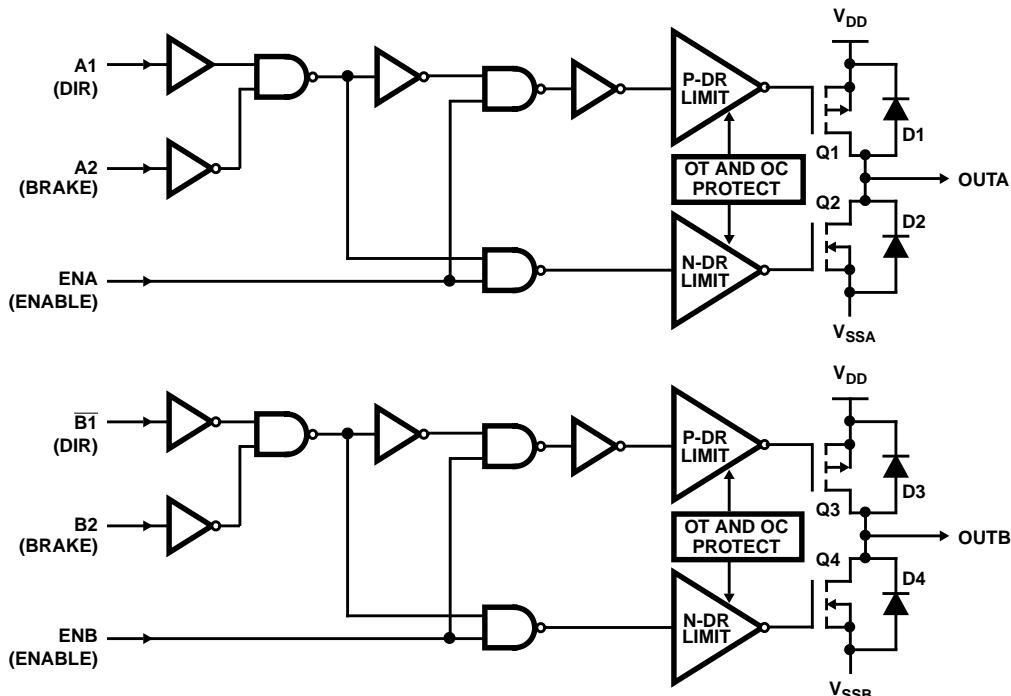 V_DD
A1
(DIR)
P-DR
LIMIT
D1
Q1
A2
(BRAKE)
OT AND OC
PROTECT
OUTA
Q2
D2
ENA
(ENABLE)
N-DR
LIMIT
V_SSA
V_DD
B1
(DIR)
P-DR
LIMIT
D3
Q3
B2
(BRAKE)
OT AND OC
PROTECT
OUTB
Q4
D4
ENB
(ENABLE)
N-DR
LIMIT
V_SSB